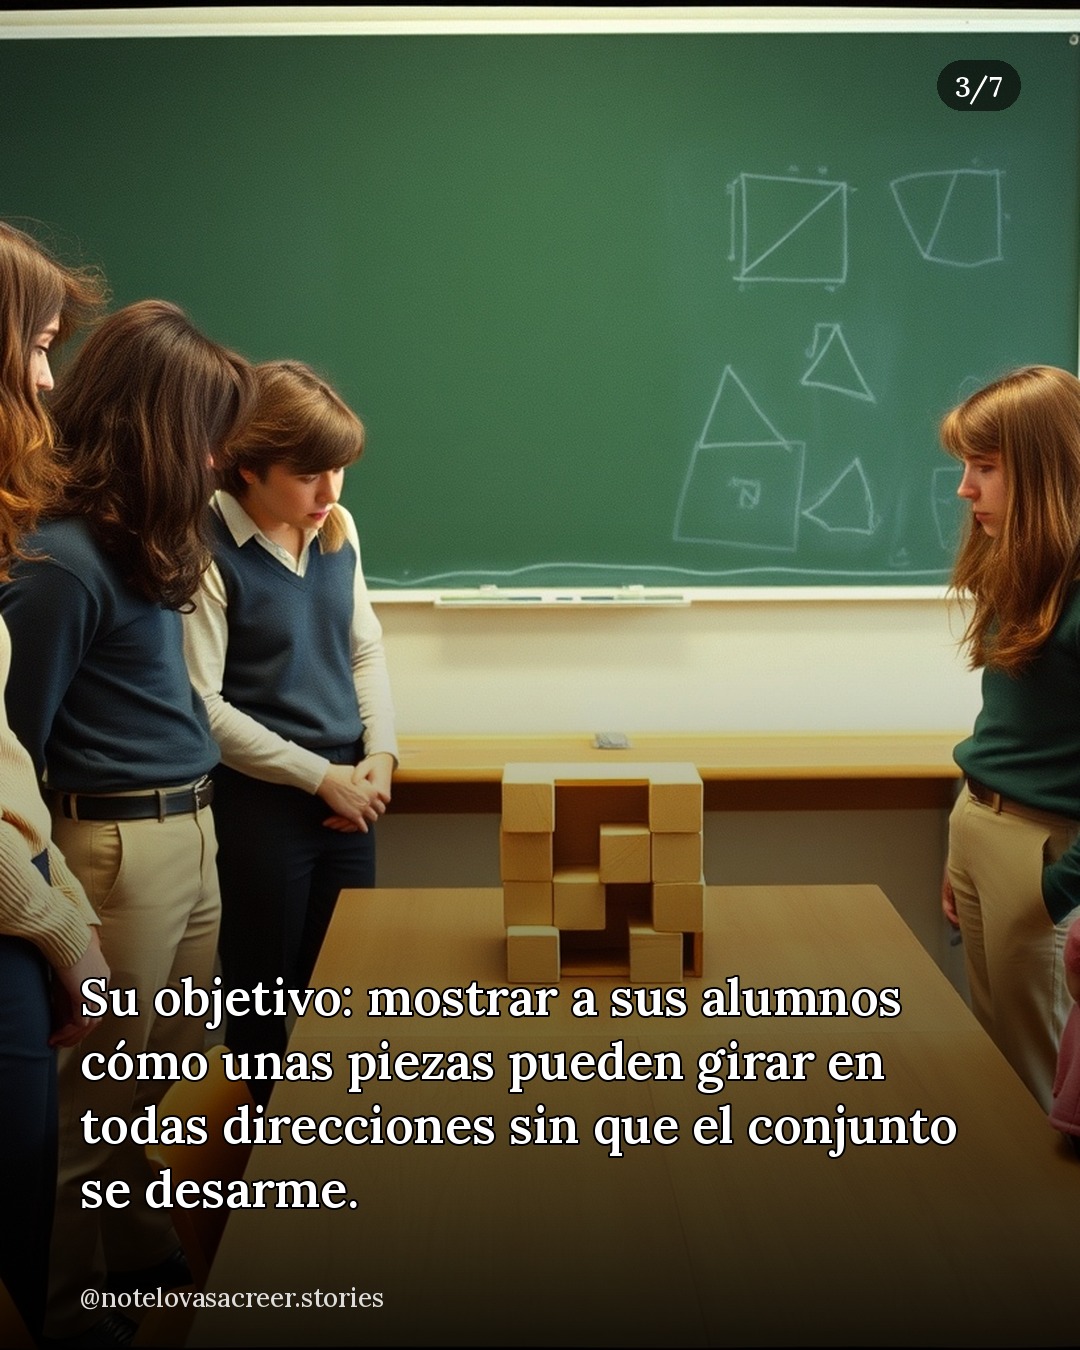 3/7
Su objetivo: mostrar a sus alumnos
cómo unas piezas pueden girar en
todas direcciones sin que el conjunto
se desarme.
@notelovasacreer.stories